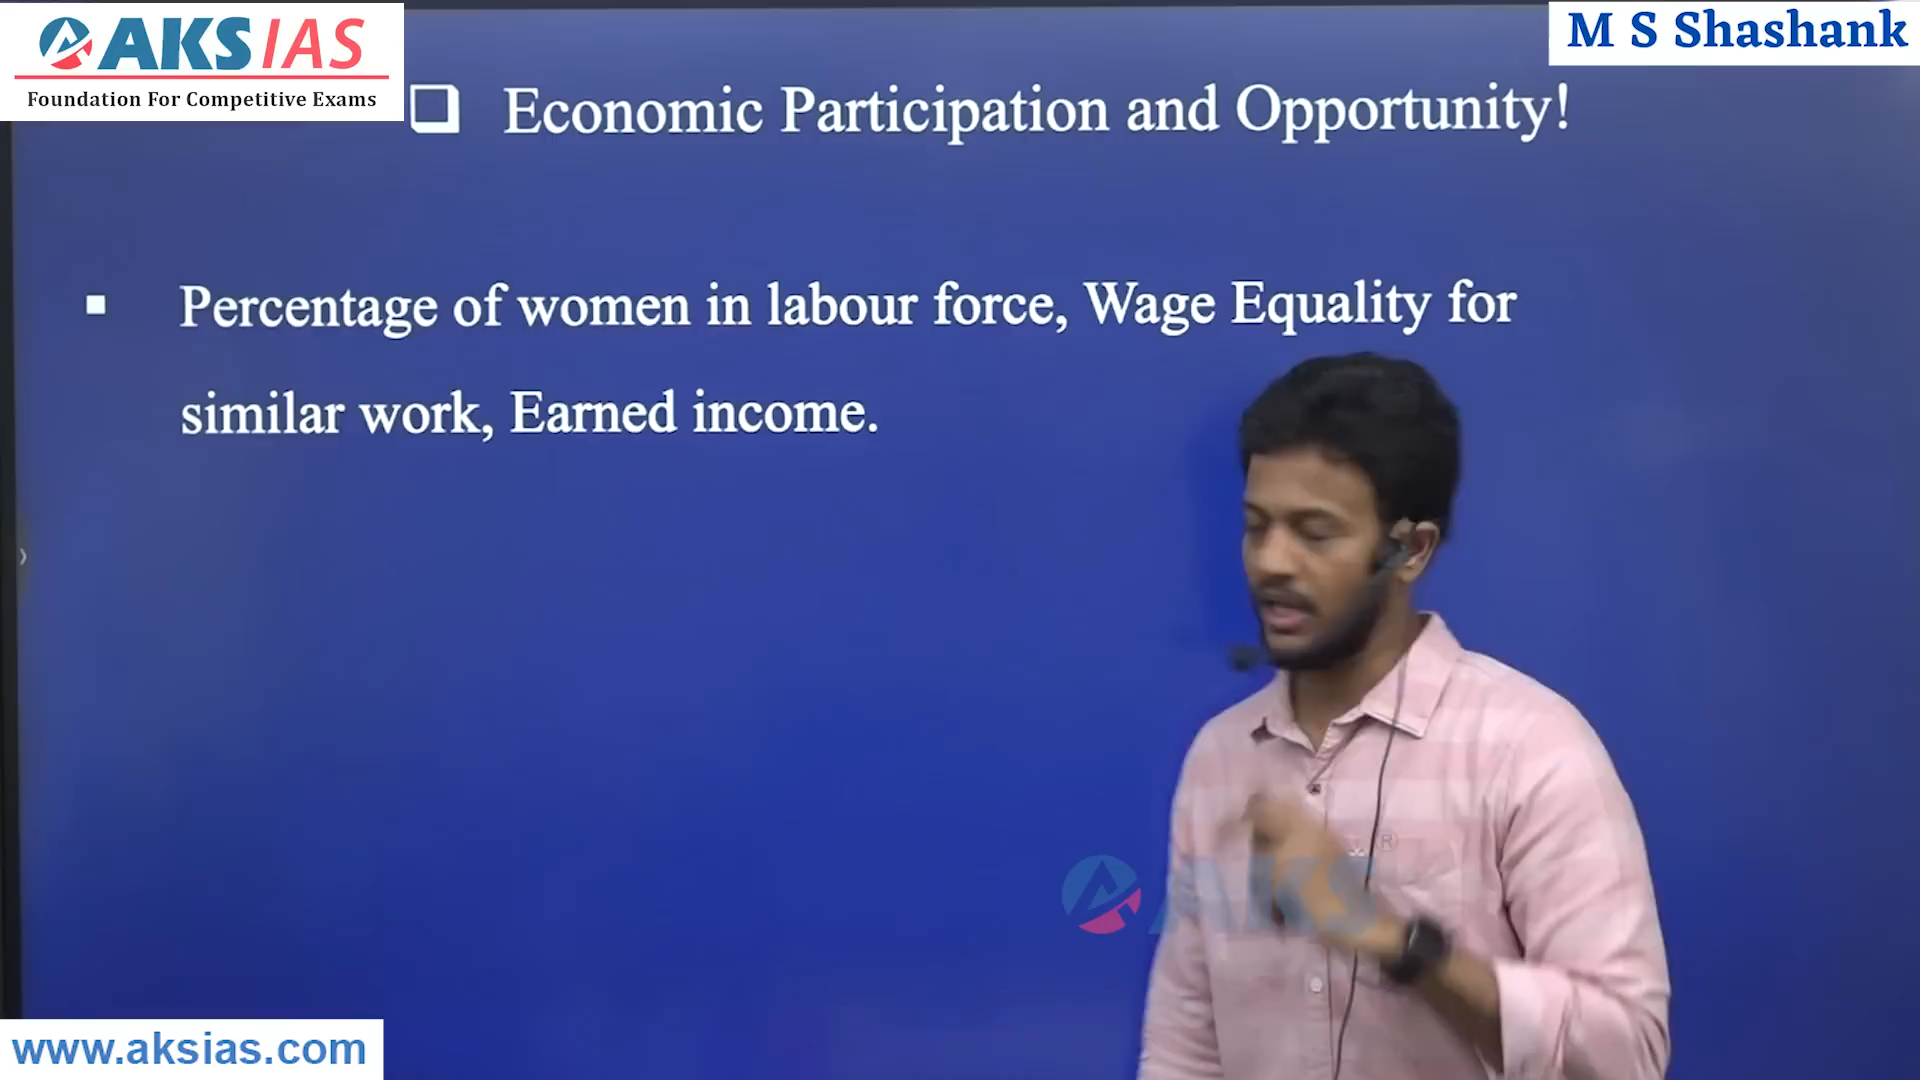 AKS IAS
Foundation For Competitive Exams
M S Shashank
❑ Economic Participation and Opportunity!
▪ Percentage of women in labour force, Wage Equality for
similar work, Earned income.
AKS
®
www.aksias.com